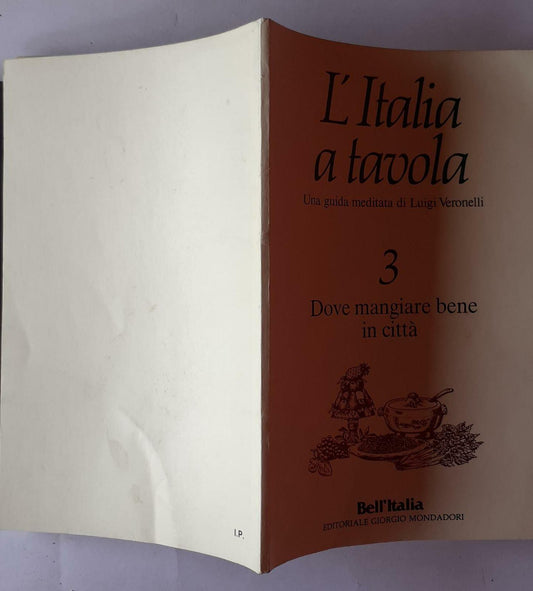 L'Italia
a tavola
Una guida meditata di Luigi Veronelli
3
Dove mangiare bene
in città
Bell'Italia
EDITORIALE GIORGIO MONDADORI
I.P.